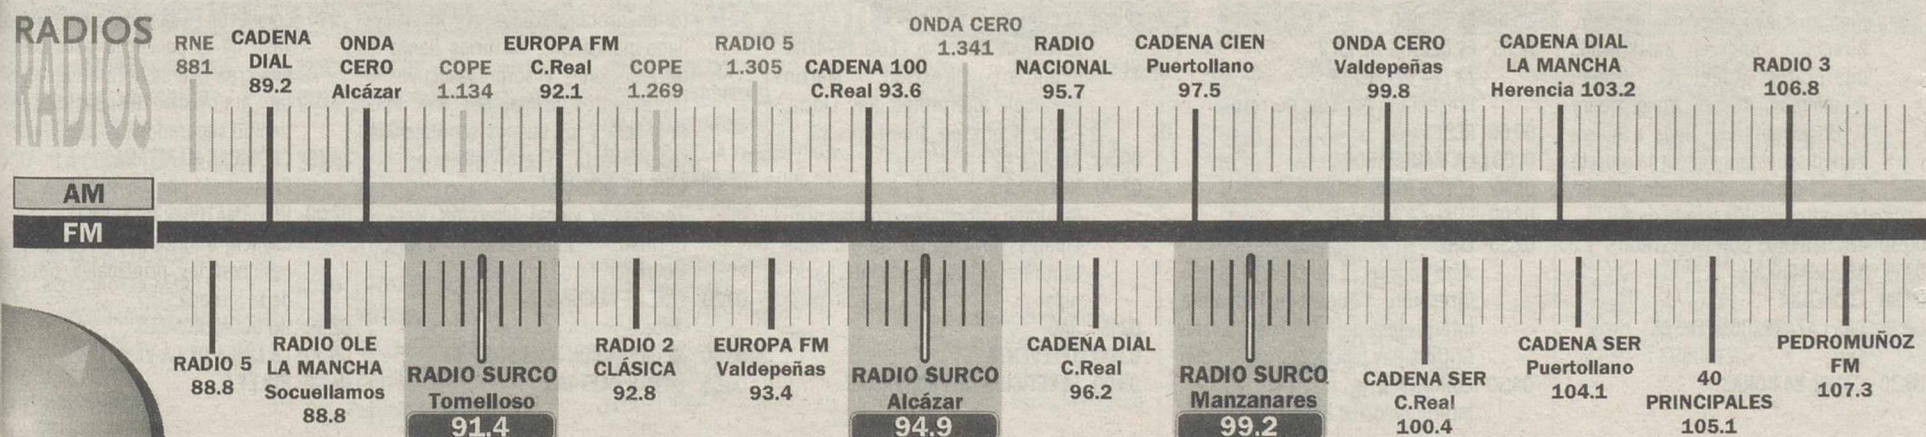 RADIOS
RADIOS
RNE
881
CADENA
DIAL
89.2
ONDA
CERO
Alcázar
COPE
1.134
EUROPA FM
C.Real
92.1
COPE
1.269
RADIO 5
1.305
CADENA 100
C.Real 93.6
ONDA CERO
1.341
RADIO
NACIONAL
95.7
CADENA CIEN
Puertollano
97.5
ONDA CERO
Valdepeñas
99.8
CADENA DIAL
LA MANCHA
Herencia 103.2
RADIO 3
106.8
AM
FM
RADIO 5
88.8
RADIO OLE
LA MANCHA
Socuellamos
88.8
RADIO SURCO
Tomelloso
91.4
RADIO 2
CLÁSICA
92.8
EUROPA FM
Valdepeñas
93.4
RADIO SURCO
Alcázar
94.9
CADENA DIAL
C.Real
96.2
RADIO SURCO
Manzanares
99.2
CADENA SER
C.Real
100.4
CADENA SER
Puertollano
104.1
40
PRINCIPALES
105.1
PEDROMUÑOZ
FM
107.3